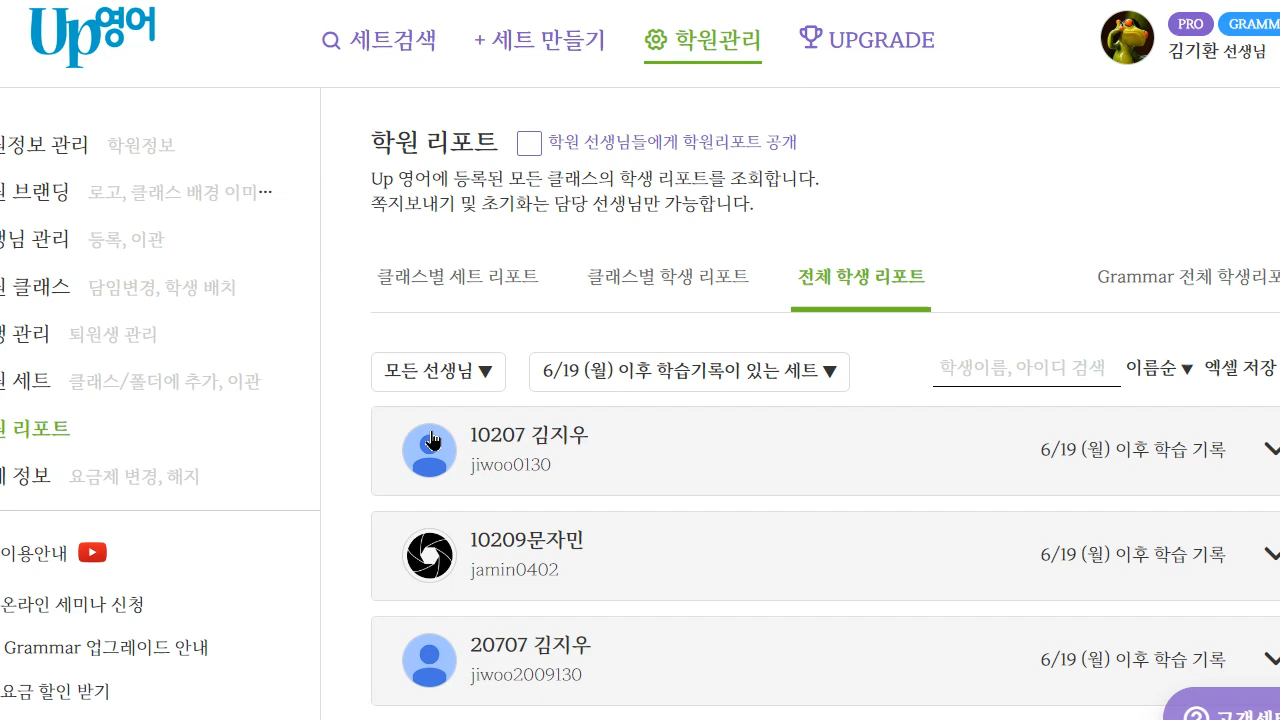 Up영어
세트검색
+ 세트 만들기
학원관리
UPGRADE
PRO
GRAMM
김기환 선생님
원정보 관리 학원정보
원 브랜딩 로고, 클래스 배경 이미…
생님 관리 등록, 이관
원 클래스 담임변경, 학생 배치
생 관리 퇴원생 관리
원 세트 클래스/폴더에 추가, 이관
원 리포트
제 정보 요금제 변경, 해지
이용안내
온라인 세미나 신청
Grammar 업그레이드 안내
요금 할인 받기
학원 리포트 학원 선생님들에게 학원리포트 공개
Up 영어에 등록된 모든 클래스의 학생 리포트를 조회합니다.
쪽지보내기 및 초기화는 담당 선생님만 가능합니다.
클래스별 세트 리포트 클래스별 학생 리포트 전체 학생 리포트 Grammar 전체 학생리포
모든 선생님 ▼ 6/19 (월) 이후 학습기록이 있는 세트 ▼ 학생이름, 아이디 검색 이름순 ▼ 엑셀 저장
10207 김지우
jiwoo0130
6/19 (월) 이후 학습 기록
10209문자민
jamin0402
6/19 (월) 이후 학습 기록
20707 김지우
jiwoo2009130
6/19 (월) 이후 학습 기록
고객센